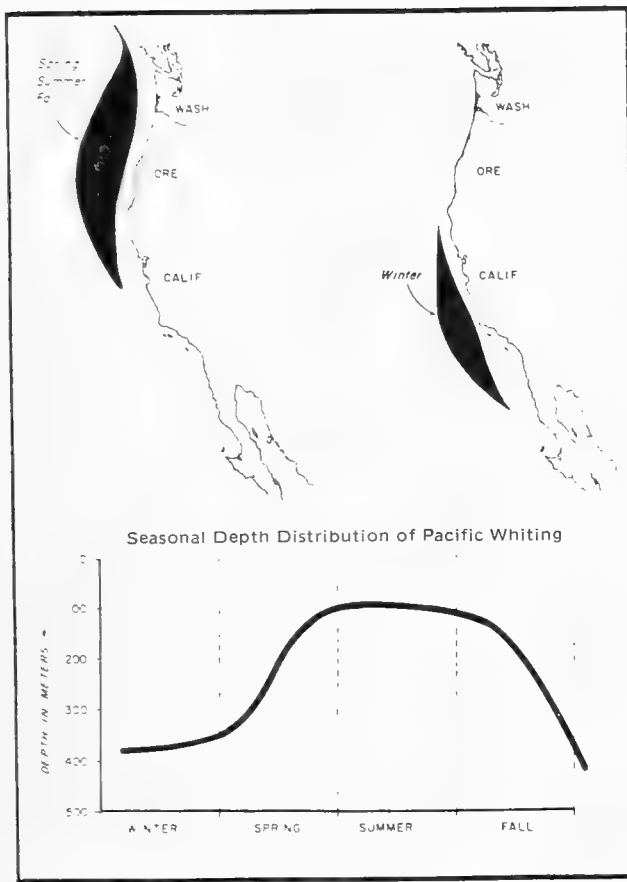 Spring
Summer
WASH
ORE
CALIF
WASH
ORE
Winter
CALIF
Seasonal Depth Distribution of Pacific Whiting
DEPTH IN METERS
200
300
400
500
WINTER SPRING SUMMER FALL